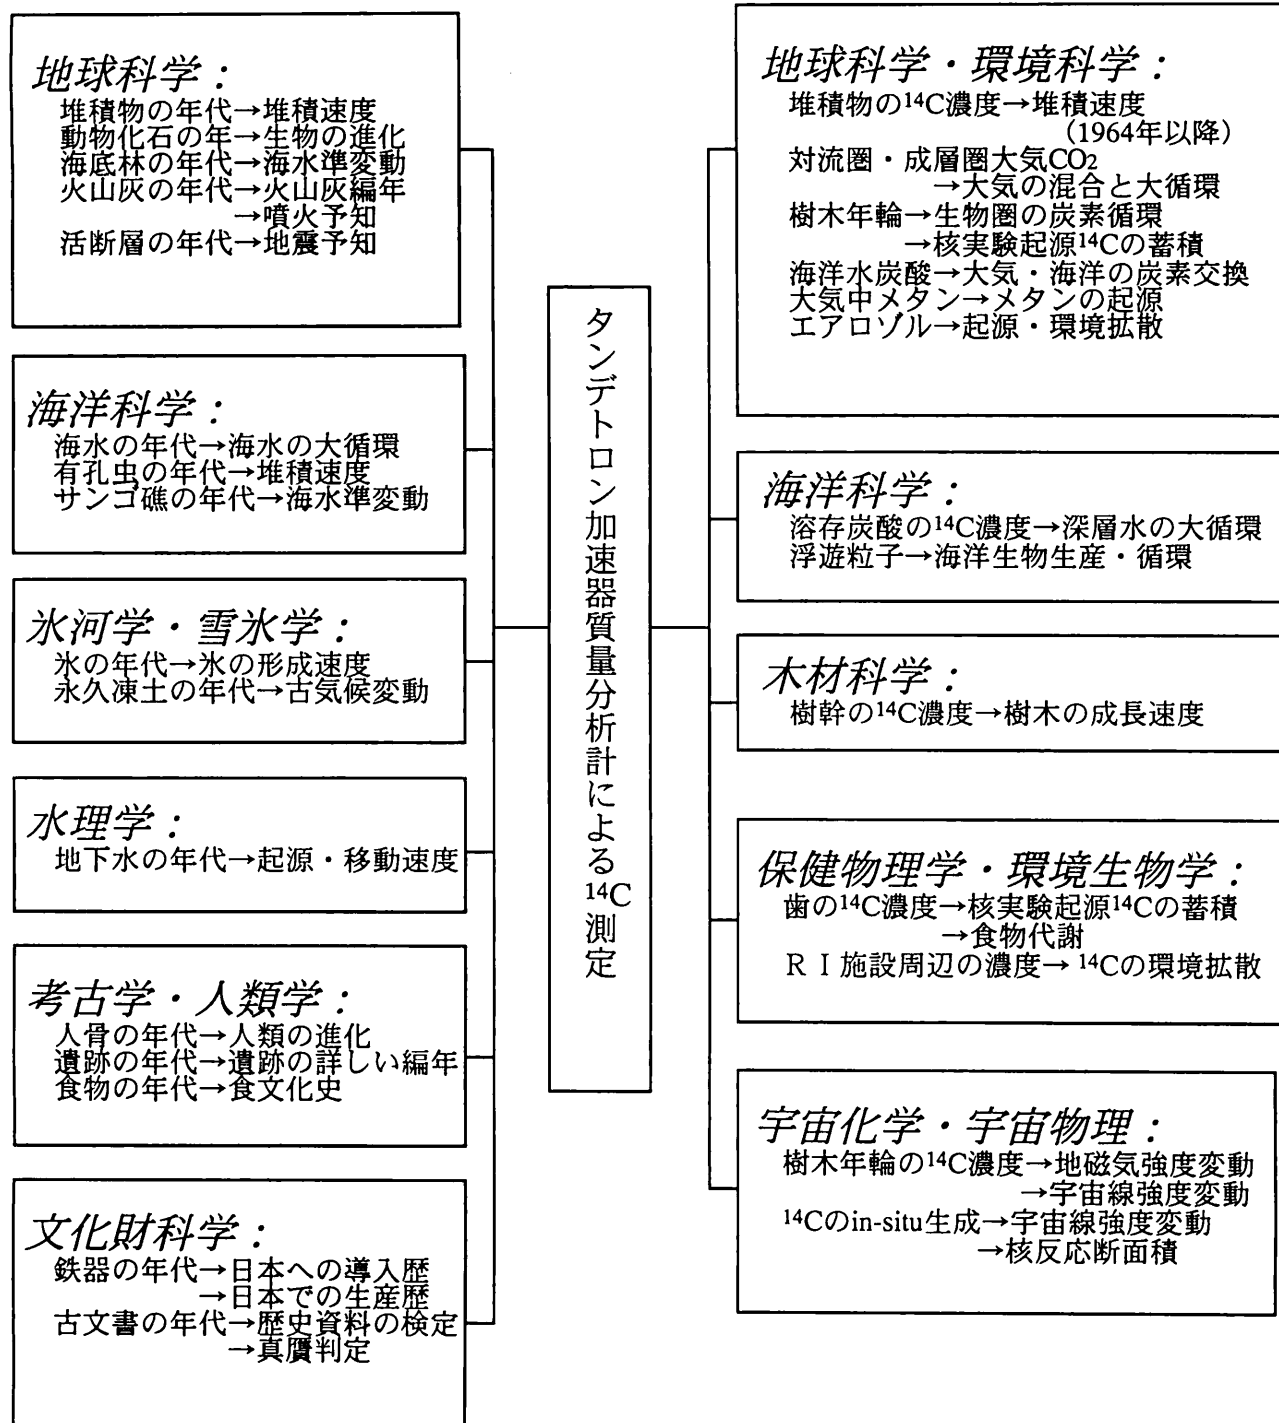 地球科学：
堆積物の年代→堆積速度
動物化石の年→生物の進化
海底林の年代→海水準変動
火山灰の年代→火山灰編年
→噴火予知
活断層の年代→地震予知
海洋科学：
海水の年代→海水の大循環
有孔虫の年代→堆積速度
サンゴ礁の年代→海水準変動
氷河学・雪氷学：
氷の年代→氷の形成速度
永久凍土の年代→古気候変動
水理学：
地下水の年代→起源・移動速度
考古学・人類学：
人骨の年代→人類の進化
遺跡の年代→遺跡の詳しい編年
食物の年代→食文化史
文化財科学：
鉄器の年代→日本への導入歴
→日本での生産歴
古文書の年代→歴史資料の検定
→真贋判定
タンデトロン加速器質量分析計による¹⁴C測定
地球科学・環境科学：
堆積物の¹⁴C濃度→堆積速度
（1964年以降）
対流圏・成層圏大気CO₂
→大気の混合と大循環
樹木年輪→生物圏の炭素循環
→核実験起源¹⁴Cの蓄積
海洋水炭酸→大気・海洋の炭素交換
大気中メタン→メタンの起源
エアロゾル→起源・環境拡散
海洋科学：
溶存炭酸の¹⁴C濃度→深層水の大循環
浮遊粒子→海洋生物生産・循環
木材科学：
樹幹の¹⁴C濃度→樹木の成長速度
保健物理学・環境生物学：
歯の¹⁴C濃度→核実験起源¹⁴Cの蓄積
→食物代謝
ＲＩ施設周辺の濃度→¹⁴Cの環境拡散
宇宙化学・宇宙物理：
樹木年輪の¹⁴C濃度→地磁気強度変動
→宇宙線強度変動
¹⁴Cのin-situ生成→宇宙線強度変動
→核反応断面積